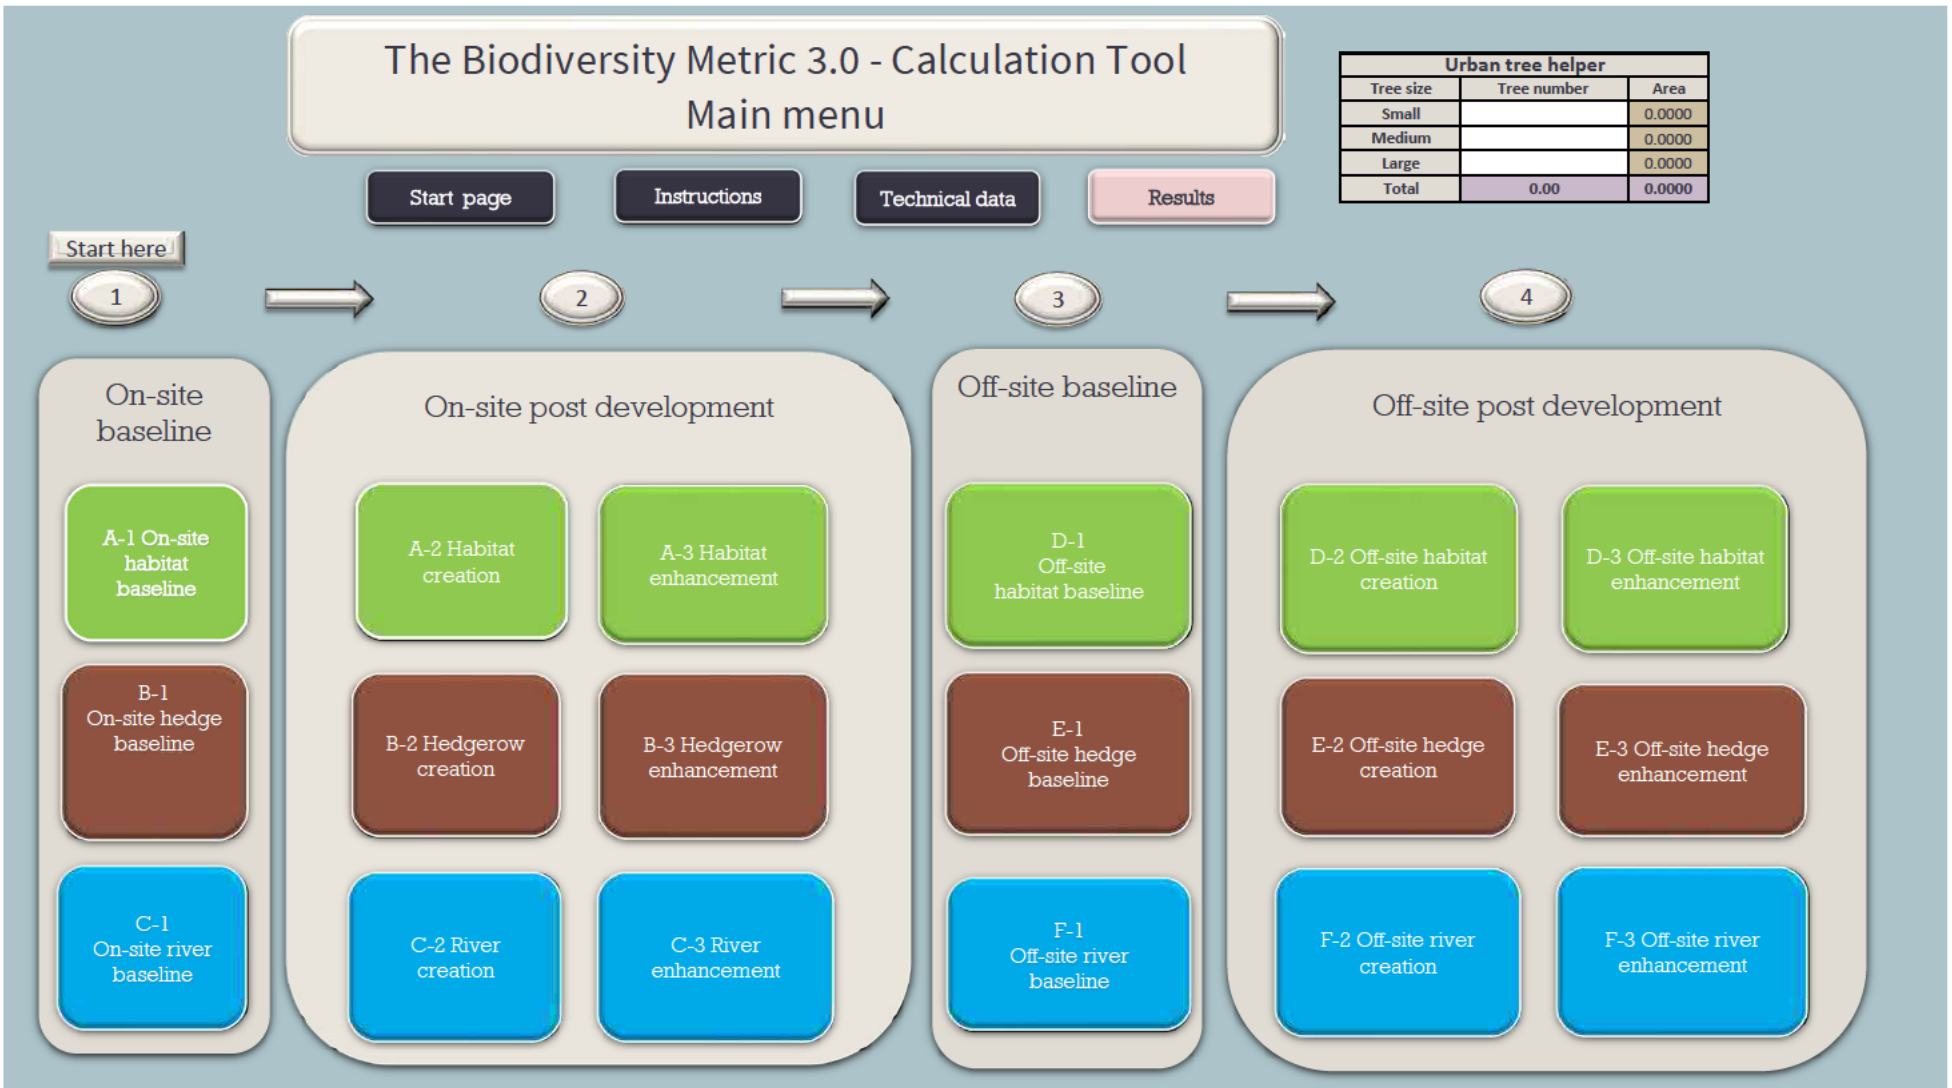 The Biodiversity Metric 3.0 - Calculation Tool
Main menu
Urban tree helper
Tree size Tree number Area
Small 0.0000
Medium 0.0000
Large 0.0000
Total 0.00 0.0000
Start page
Instructions
Technical data
Results
Start here
1
2
3
4
On-site
baseline
A-1 On-site
habitat
baseline
B-1
On-site hedge
baseline
C-1
On-site river
baseline
On-site post development
A-2 Habitat
creation
A-3 Habitat
enhancement
B-2 Hedgerow
creation
B-3 Hedgerow
enhancement
C-2 River
creation
C-3 River
enhancement
Off-site baseline
D-1
Off-site
habitat baseline
E-1
Off-site hedge
baseline
F-1
Off-site river
baseline
Off-site post development
D-2 Off-site habitat
creation
D-3 Off-site habitat
enhancement
E-2 Off-site hedge
creation
E-3 Off-site hedge
enhancement
F-2 Off-site river
creation
F-3 Off-site river
enhancement